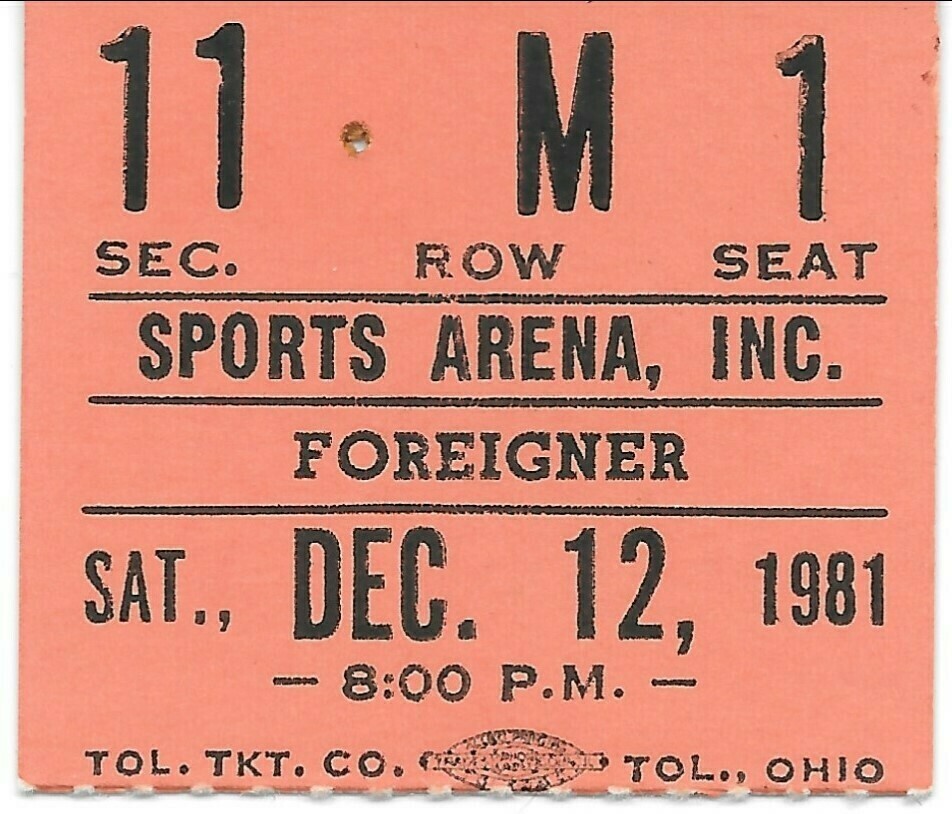 11 M 1
SEC. ROW SEAT
SPORTS ARENA, INC.
FOREIGNER
SAT., DEC. 12, 1981
— 8:00 P.M. —
TOL. TKT. CO. TOL., OHIO